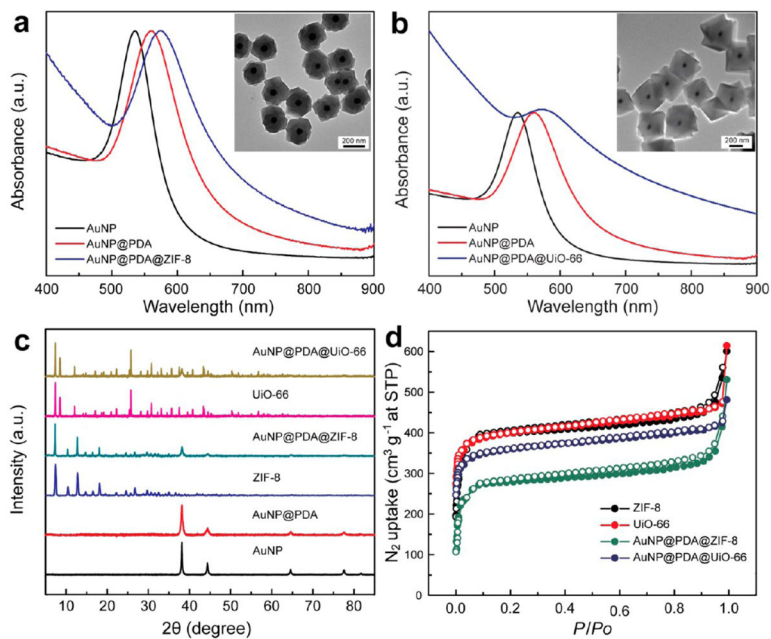 a
Absorbance (a.u.)
200 nm
AuNP
AuNP@PDA
AuNP@PDA@ZIF-8
400 500 600 700 800 900
Wavelength (nm)
b
Absorbance (a.u.)
200 nm
AuNP
AuNP@PDA
AuNP@PDA@UiO-66
400 500 600 700 800 900
Wavelength (nm)
c
Intensity (a.u.)
AuNP@PDA@UiO-66
UiO-66
AuNP@PDA@ZIF-8
ZIF-8
AuNP@PDA
AuNP
10 20 30 40 50 60 70 80
2θ (degree)
d
N₂ uptake (cm³ g⁻¹ at STP)
600
500
400
300
200
100
0
ZIF-8
UiO-66
AuNP@PDA@ZIF-8
AuNP@PDA@UiO-66
0.0 0.2 0.4 0.6 0.8 1.0
P/Po